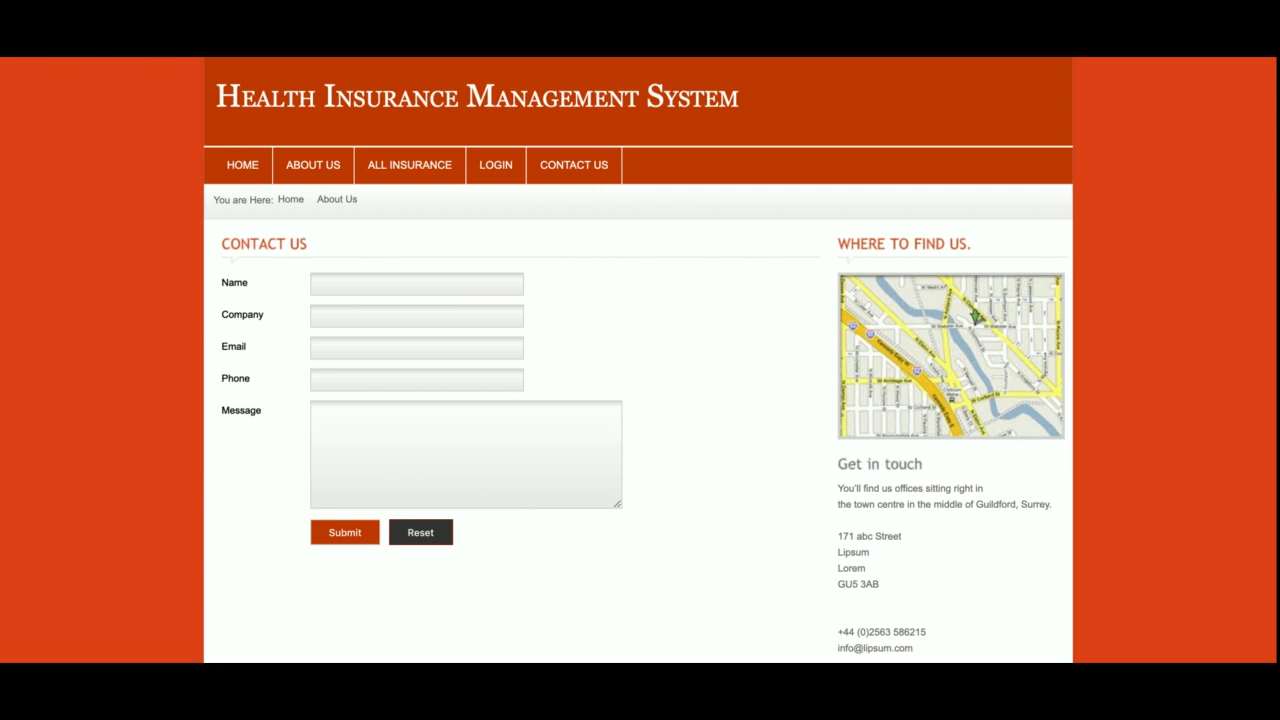 Health Insurance Management System
HOME ABOUT US ALL INSURANCE LOGIN CONTACT US
You are Here: Home About Us
CONTACT US
Name
Company
Email
Phone
Message
Submit Reset
WHERE TO FIND US.
Get in touch
You'll find us offices sitting right in
the town centre in the middle of Guildford, Surrey.
171 abc Street
Lipsum
Lorem
GU5 3AB
+44 (0)2563 586215
info@lipsum.com